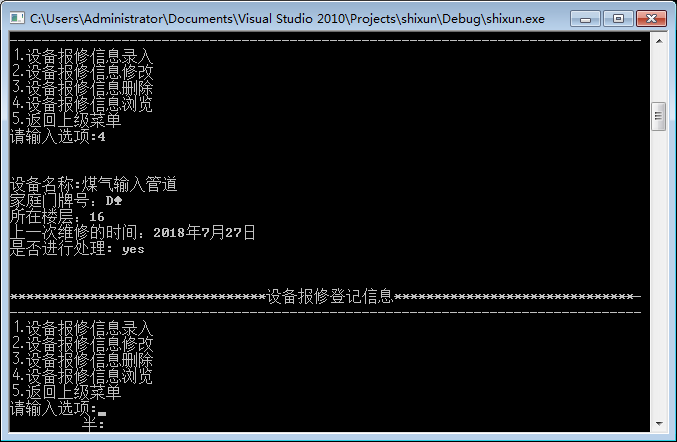 C:\Users\Administrator\Documents\Visual Studio 2010\Projects\shixun\Debug\shixun.exe
1.设备报修信息录入
2.设备报修信息修改
3.设备报修信息删除
4.设备报修信息浏览
5.返回上级菜单
请输入选项:4
设备名称:煤气输入管道
家庭门牌号: D♣
所在楼层: 16
上一次维修的时间: 2018年7月27日
是否进行处理: yes
********************************设备报修登记信息******************************
1.设备报修信息录入
2.设备报修信息修改
3.设备报修信息删除
4.设备报修信息浏览
5.返回上级菜单
请输入选项:
半: